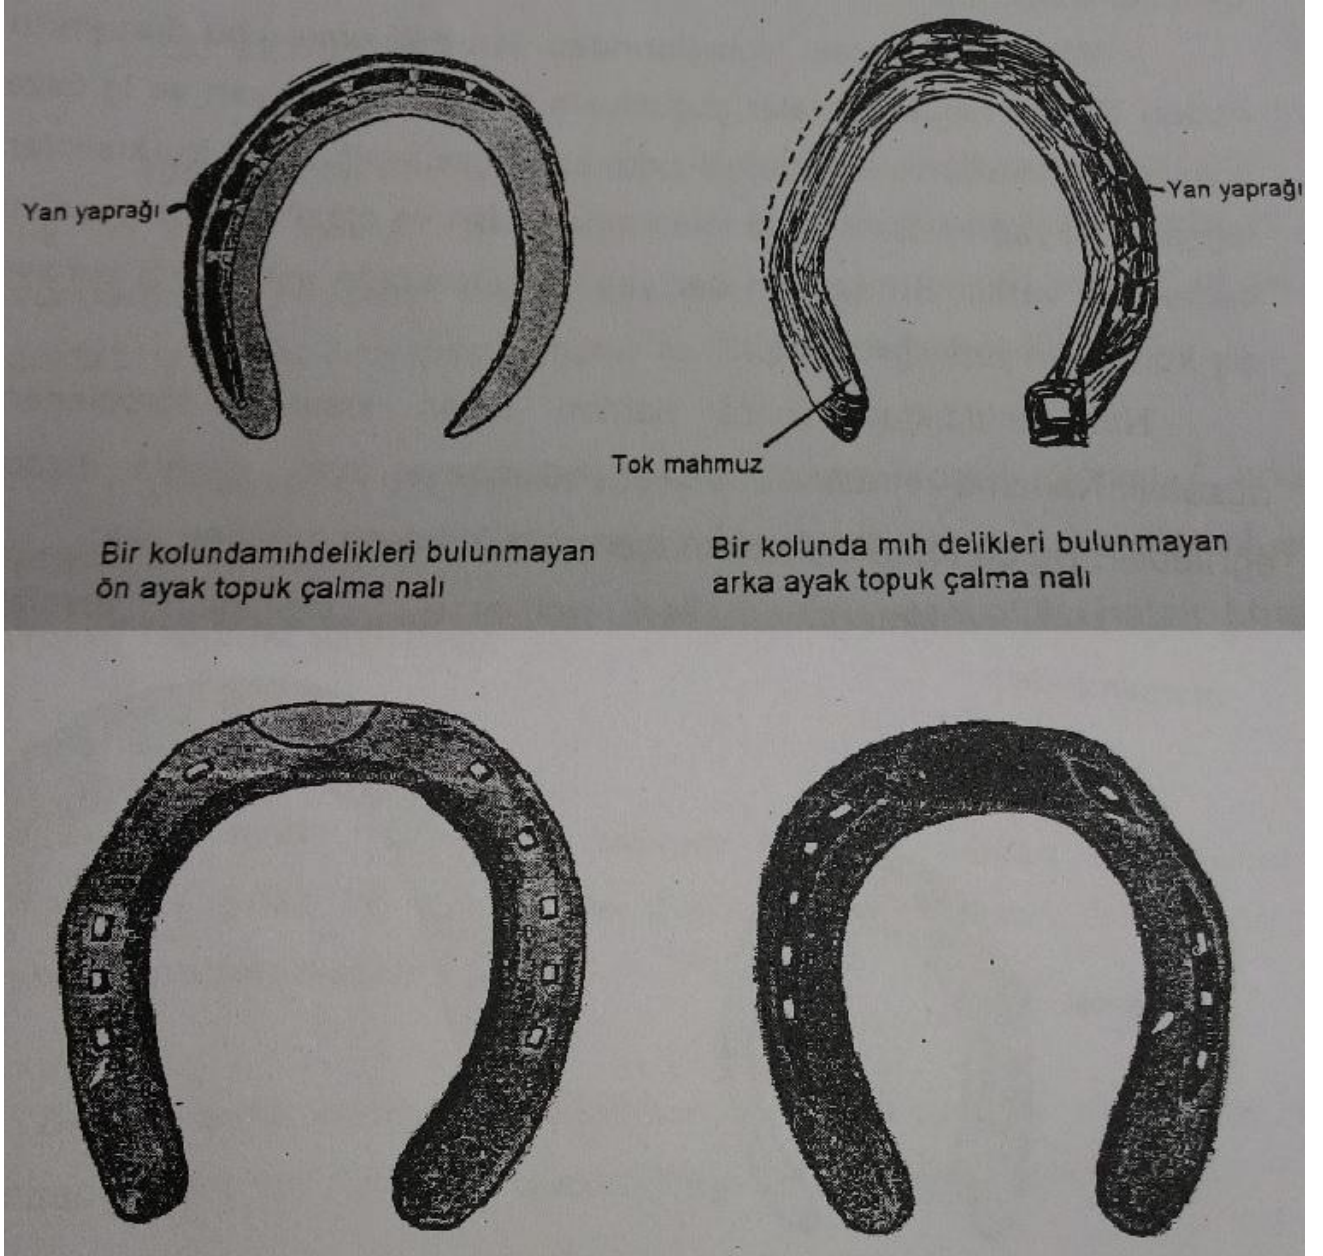 Yan yaprağı
Yan yaprağı
Tok mahmuz
Bir kolundamıhdelikleri bulunmayan
ön ayak topuk çalma nalı
Bir kolunda mıh delikleri bulunmayan
arka ayak topuk çalma nalı